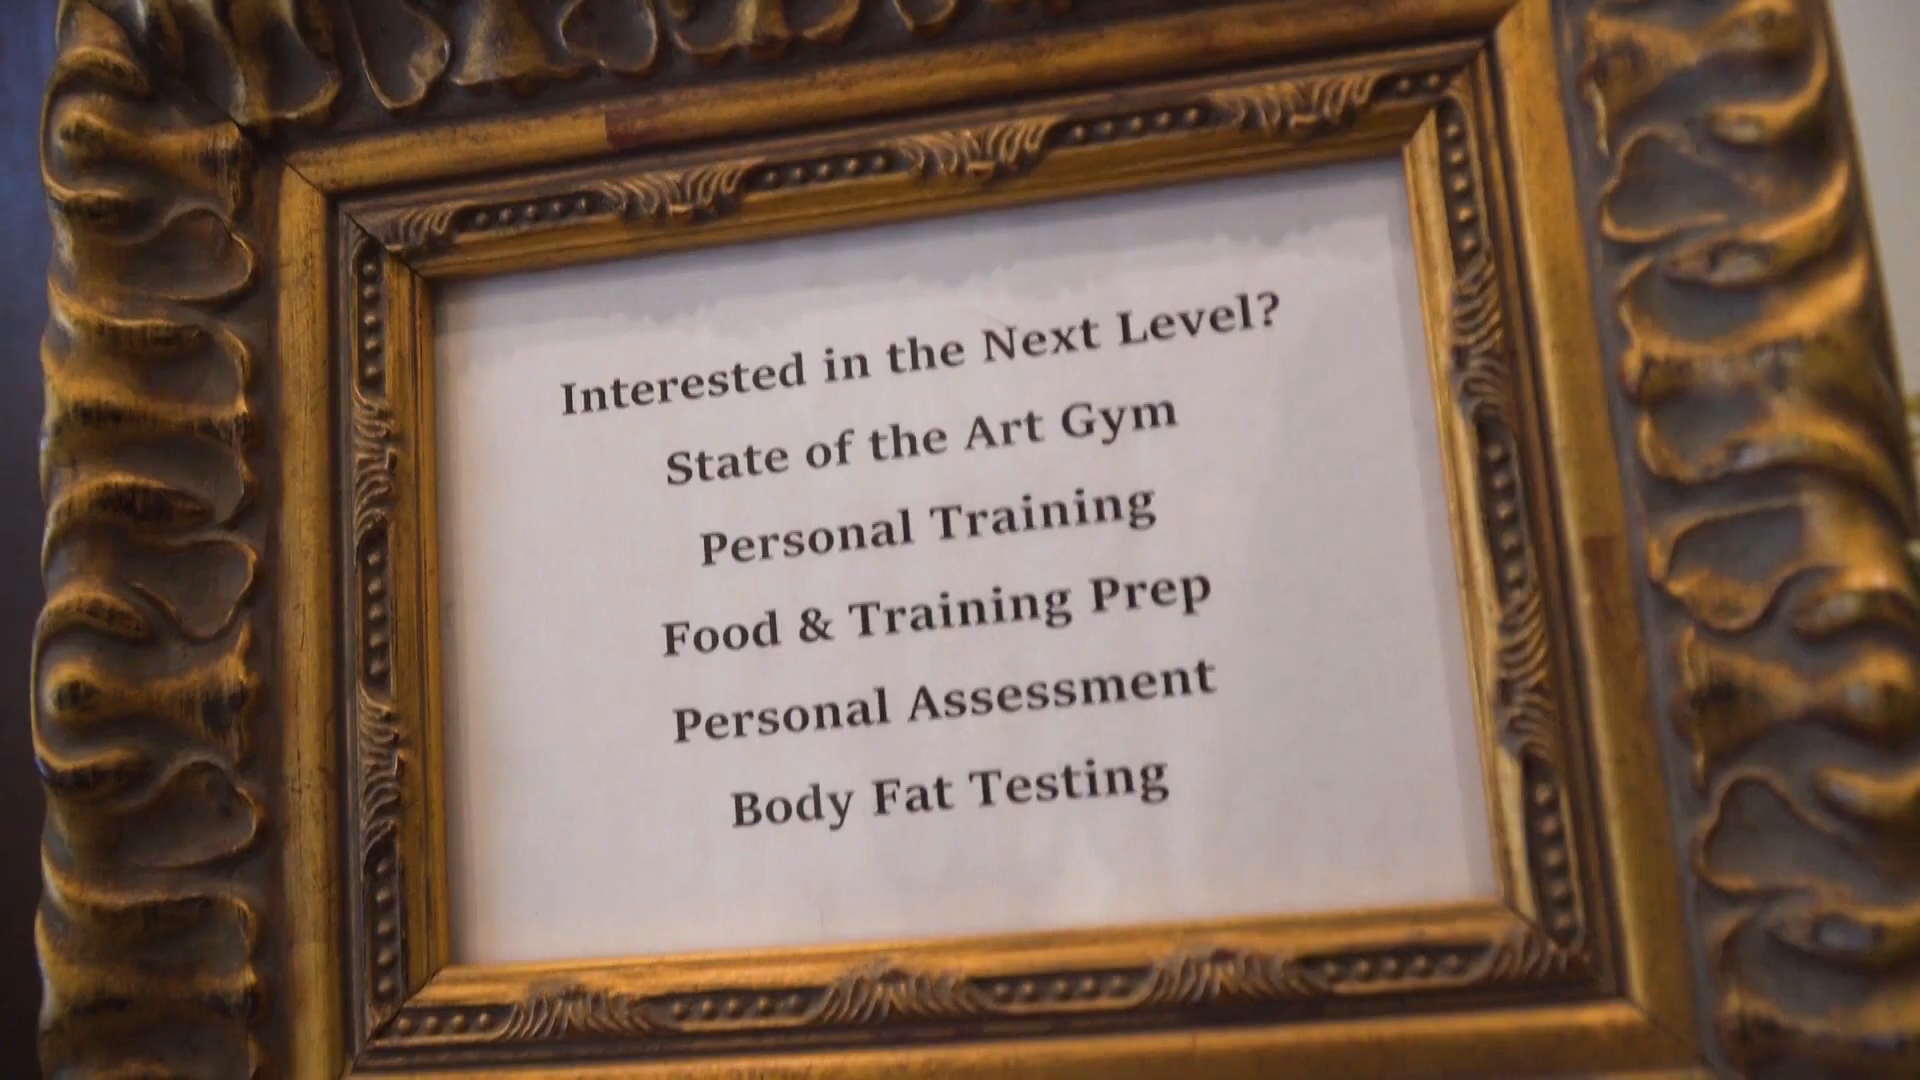 Interested in the Next Level?
State of the Art Gym
Personal Training
Food & Training Prep
Personal Assessment
Body Fat Testing